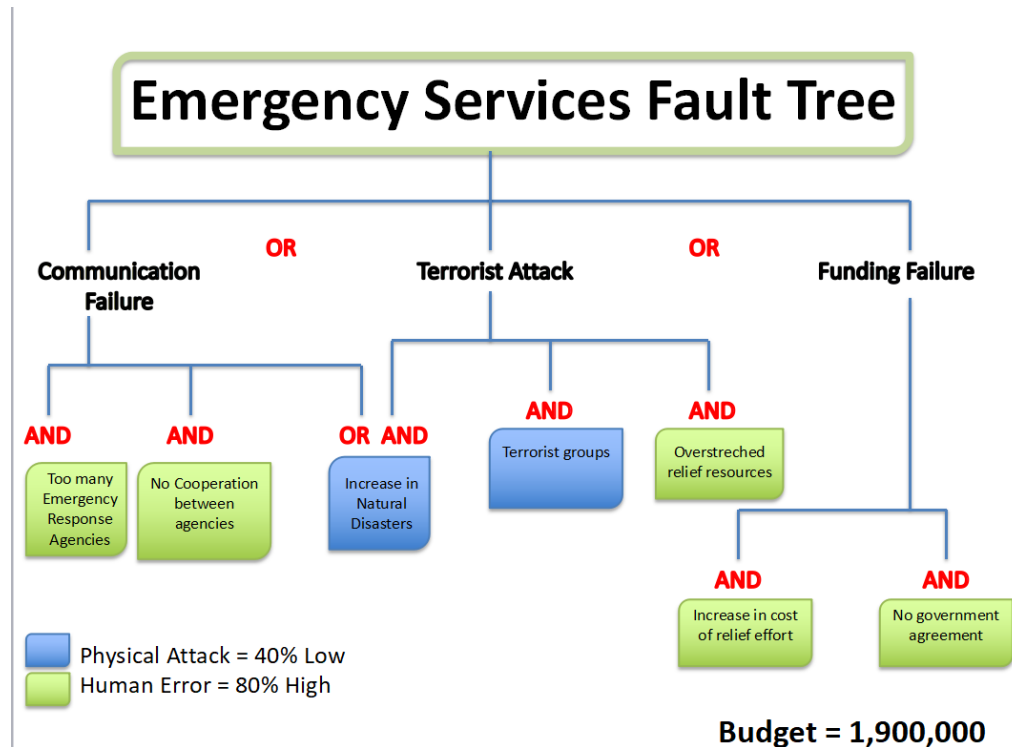 Emergency Services Fault Tree
OR
OR
Communication
Failure
Terrorist Attack
Funding Failure
AND
AND
OR AND
AND
AND
Too many
Emergency
Response
Agencies
No Cooperation
between
agencies
Increase in
Natural
Disasters
Terrorist groups
Overstreched
relief resources
AND
AND
Increase in cost
of relief effort
No government
agreement
Physical Attack = 40% Low
Human Error = 80% High
Budget = 1,900,000